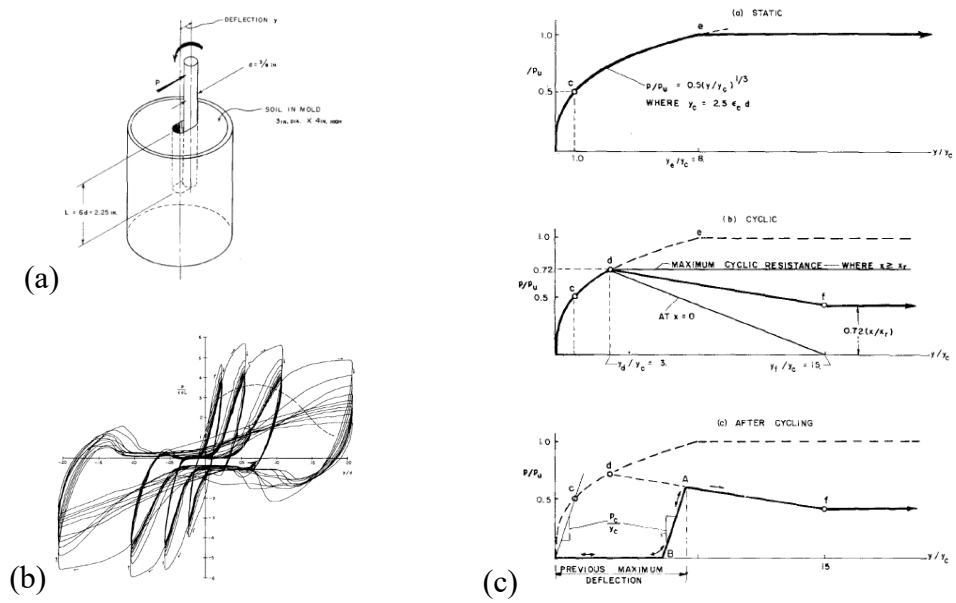 DEFLECTION y
d = 3/8 IN.
P
SOIL IN MOLD
3 IN. DIA. X 4 IN. HIGH
L = 6d = 2.25 IN.
(a)
(b)
(a) STATIC
e
1.0
/Pu
c
0.5
P/Pu = 0.5(y/yc)^1/3
WHERE yc = 2.5 εc d
1.0
ye/yc = 8.
y/yc
(b) CYCLIC
e
1.0
d
MAXIMUM CYCLIC RESISTANCE — WHERE X ≥ Xr
0.72
P/Pu
c
0.5
f
AT X = 0
0.72(X/Xr)
yd/yc = 3.
yf/yc = 15.
y/yc
(c) AFTER CYCLING
1.0
P/Pu
d
c
A
0.5
f
Pc
yc
B
y/yc
PREVIOUS MAXIMUM
DEFLECTION
15
(c)